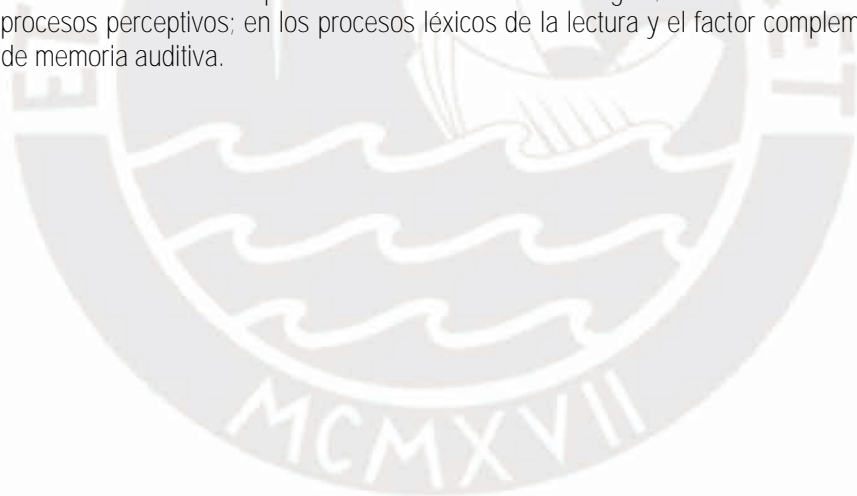 procesos perceptivos; en los procesos léxicos de la lectura y el factor complem
de memoria auditiva.
MCMXVII